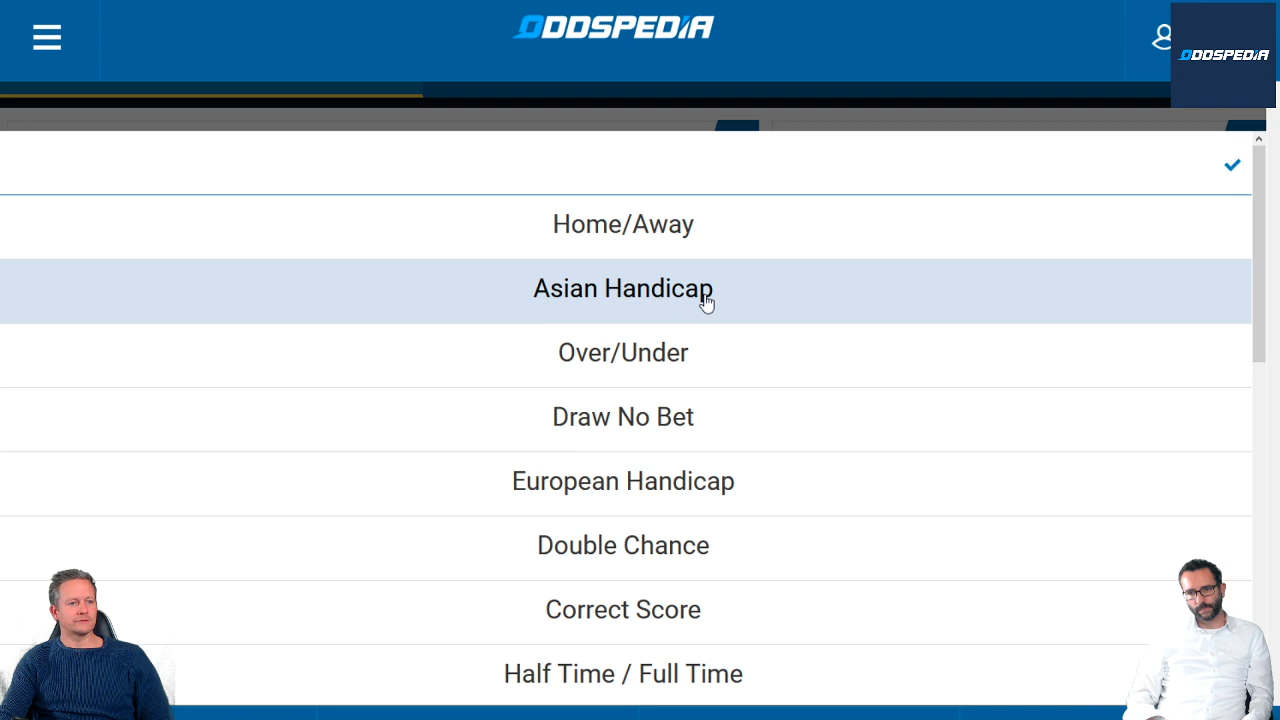 ODDSPEDIA
ODDSPEDIA
Home/Away
Asian Handicap
Over/Under
Draw No Bet
European Handicap
Double Chance
Correct Score
Half Time / Full Time